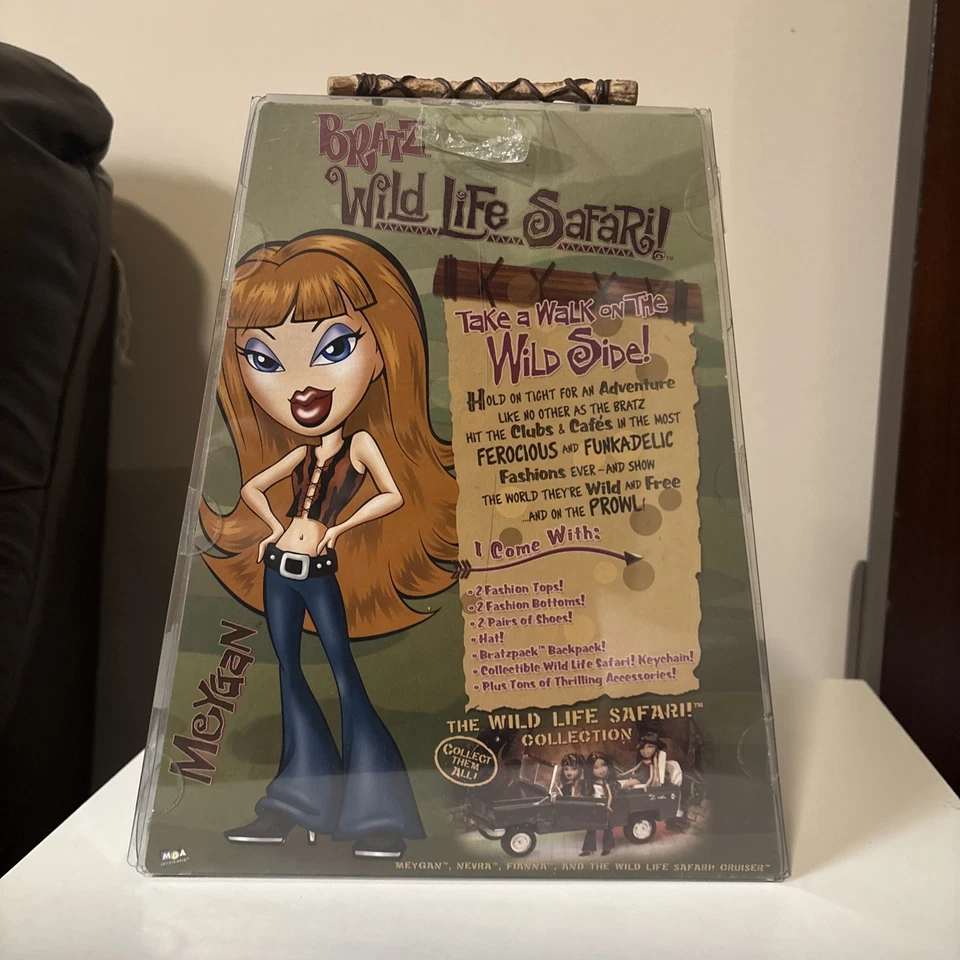 BRATZ
Wild Life Safari!™
Take a Walk on the
Wild Side!
Hold on tight for an Adventure
like no other as the Bratz
hit the Clubs & Cafés in the most
FEROCIOUS and FUNKADELIC
Fashions ever–and show
the world they're Wild and Free
...and on the PROWL!
I Come With:
• 2 Fashion Tops!
• 2 Fashion Bottoms!
• 2 Pairs of Shoes!
• Hat!
• Bratzpack™ Backpack!
• Collectible Wild Life Safari! Keychain!
• Plus Tons of Thrilling Accessories!
Meygan
THE WILD LIFE SAFARI!™
COLLECTION
COLLECT
THEM
ALL!
MGA
MEYGAN™, NEVRA™, FIANNA™, AND THE WILD LIFE SAFARI! CRUISER™